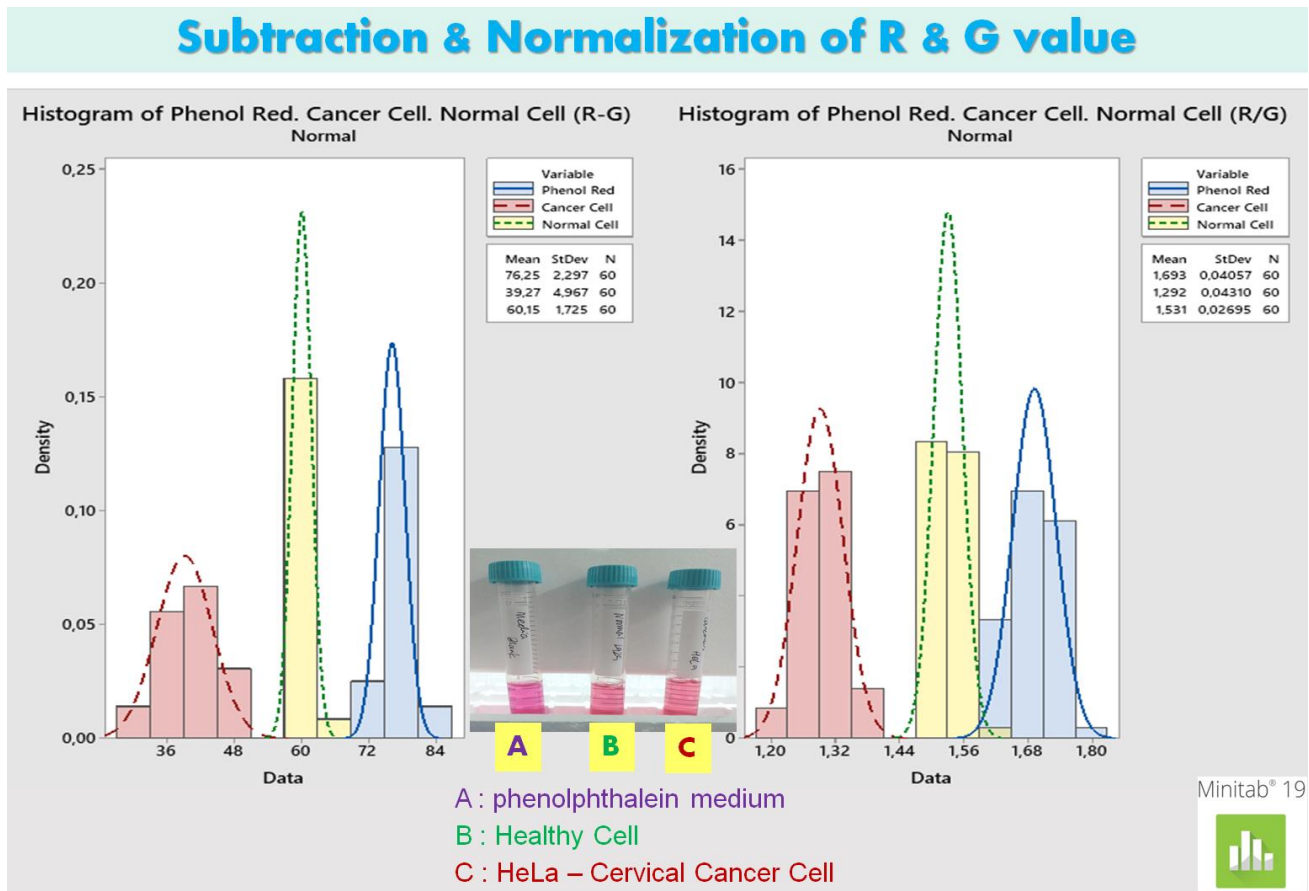 Subtraction & Normalization of R & G value
Histogram of Phenol Red. Cancer Cell. Normal Cell (R-G)
Normal
0,25
0,20
0,15
0,10
0,05
0,00
Density
36 48 60 72 84
Data
Variable
Phenol Red
Cancer Cell
Normal Cell
Mean StDev N
76,25 2,297 60
39,27 4,967 60
60,15 1,725 60
Histogram of Phenol Red. Cancer Cell. Normal Cell (R/G)
Normal
16
14
12
10
8
6
0
Density
1,20 1,32 1,44 1,56 1,68 1,80
Data
Variable
Phenol Red
Cancer Cell
Normal Cell
Mean StDev N
1,693 0,04057 60
1,292 0,04310 60
1,531 0,02695 60
Media
Blank
Normal
HeLa
A B C
A : phenolphthalein medium
B : Healthy Cell
C : HeLa – Cervical Cancer Cell
Minitab® 19